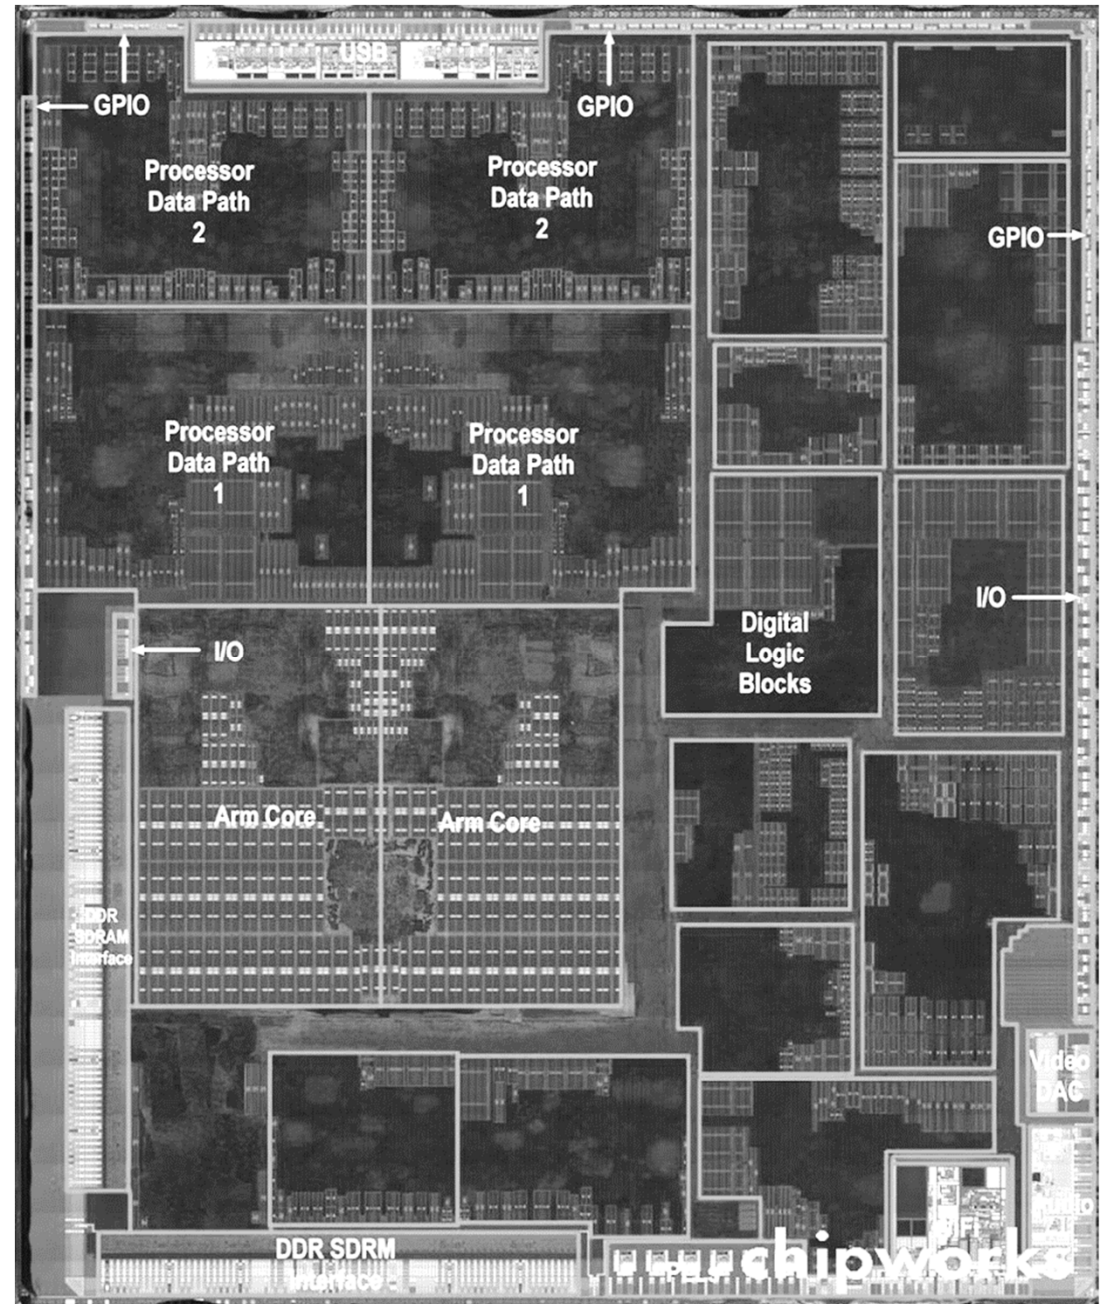 USB
GPIO
GPIO
Processor
Data Path
2
Processor
Data Path
2
GPIO
Processor
Data Path
1
Processor
Data Path
1
I/O
I/O
Digital
Logic
Blocks
Arm Core
Arm Core
DDR
SDRAM
Interface
Video
DAC
Audio
DDR SDRM
Interface
chipworks